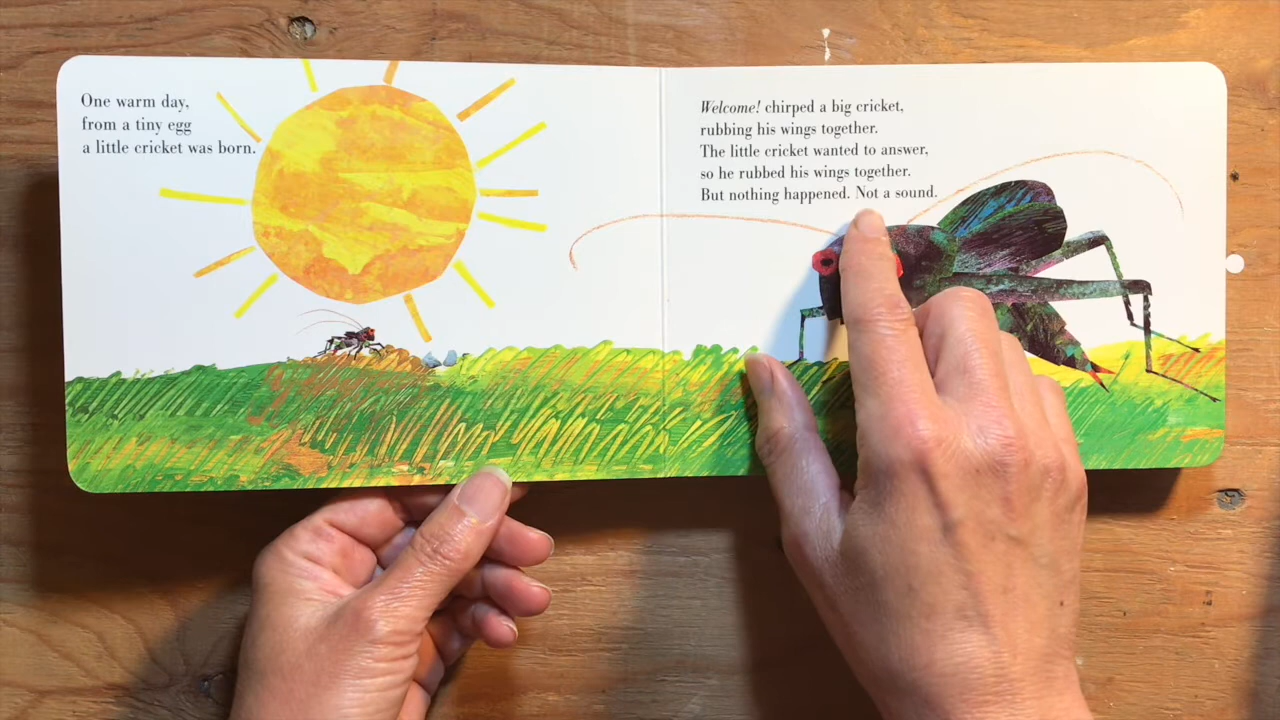 One warm day,
from a tiny egg
a little cricket was born.
Welcome! chirped a big cricket,
rubbing his wings together.
The little cricket wanted to answer,
so he rubbed his wings together.
But nothing happened. Not a sound.